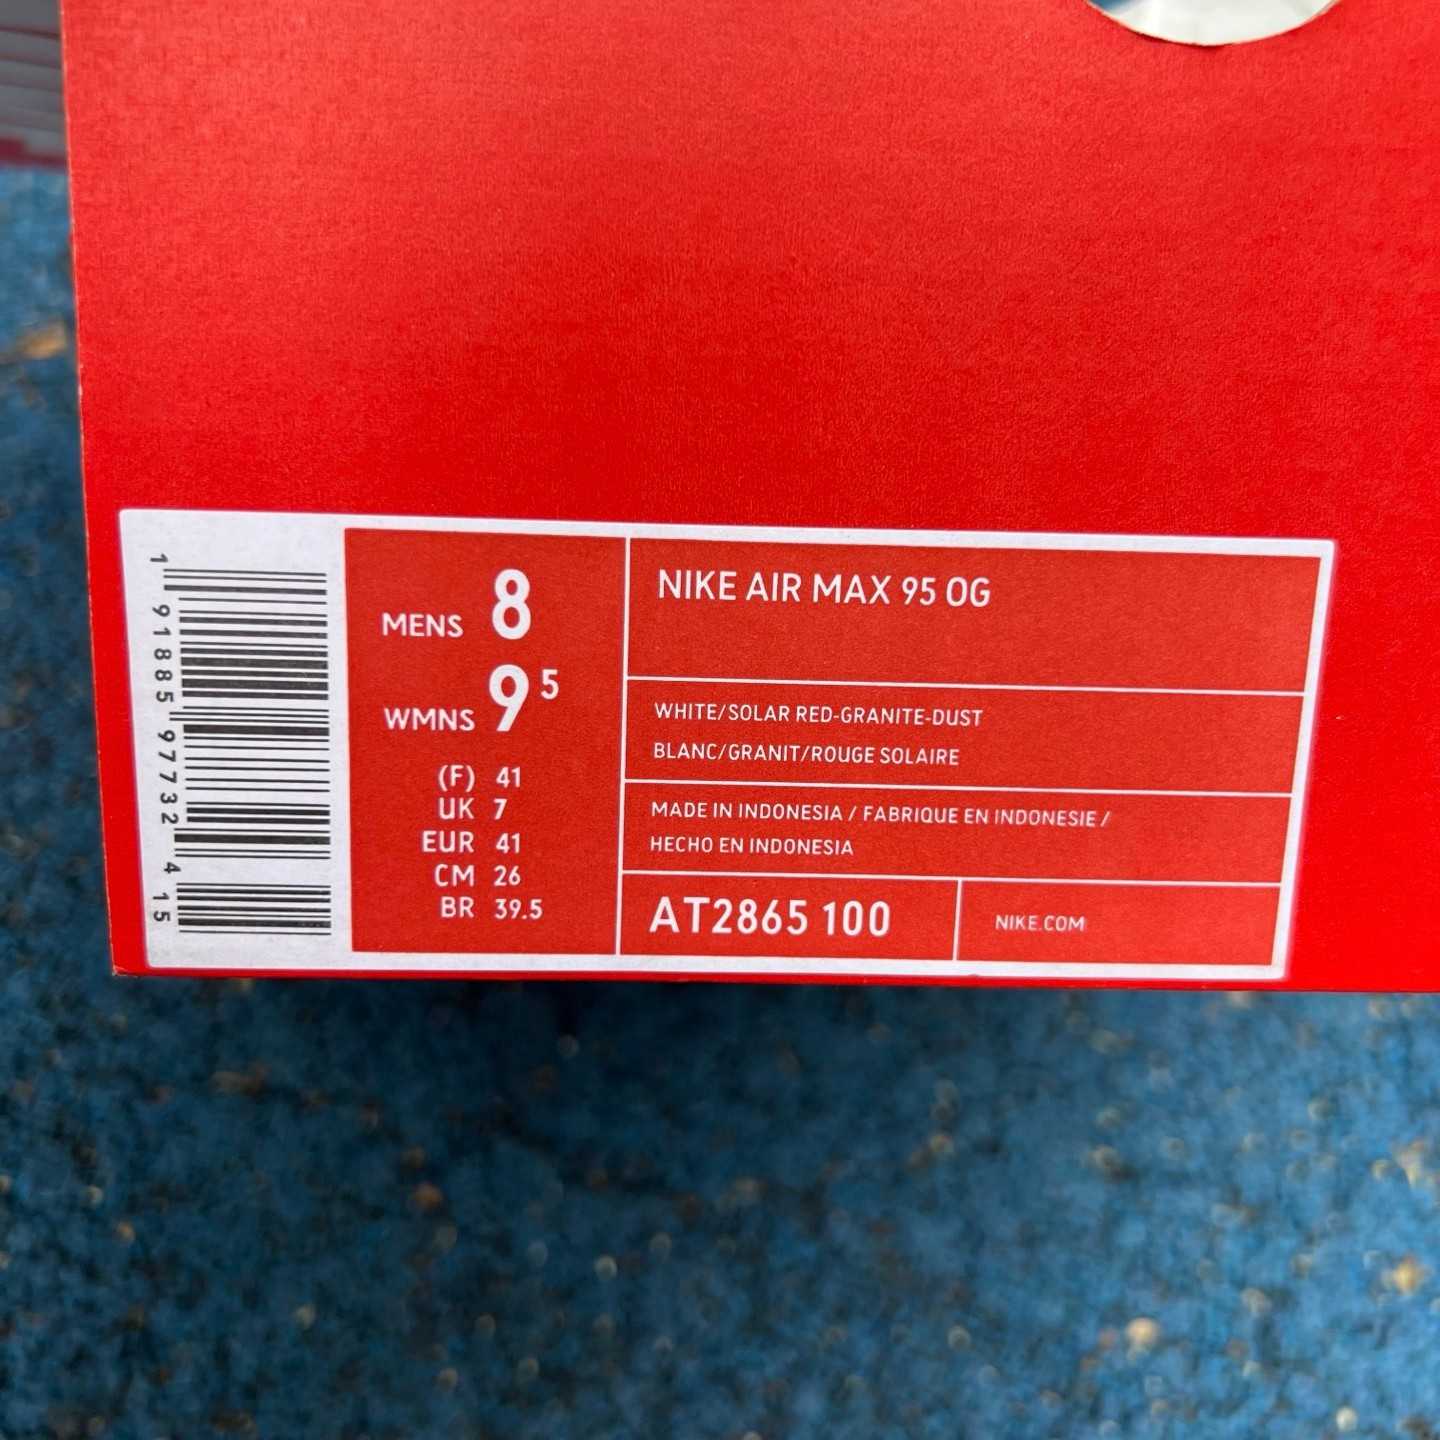 1 91885 97732 4 15
MENS 8
WMNS 9 5
(F) 41
UK 7
EUR 41
CM 26
BR 39.5
NIKE AIR MAX 95 OG
WHITE/SOLAR RED-GRANITE-DUST
BLANC/GRANIT/ROUGE SOLAIRE
MADE IN INDONESIA / FABRIQUE EN INDONESIE /
HECHO EN INDONESIA
AT2865 100
NIKE.COM